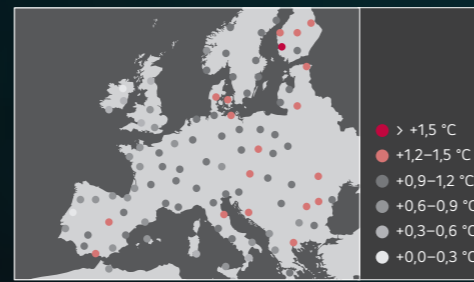 > +1,5 °C
+1,2–1,5 °C
+0,9–1,2 °C
+0,6–0,9 °C
+0,3–0,6 °C
+0,0–0,3 °C